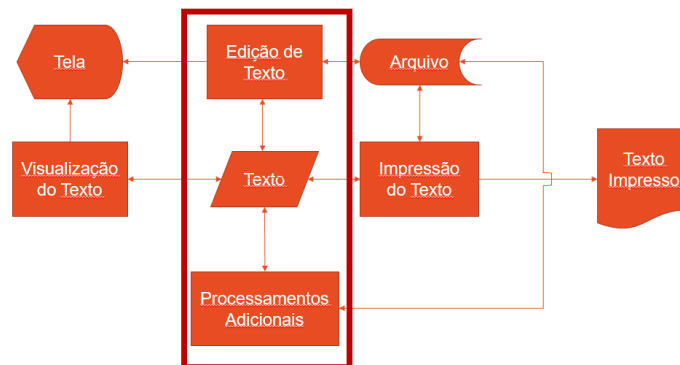 Tela
Edição de
Texto
Arquivo
Visualização
do Texto
Texto
Impressão
do Texto
Texto
Impresso
Processamentos
Adicionais